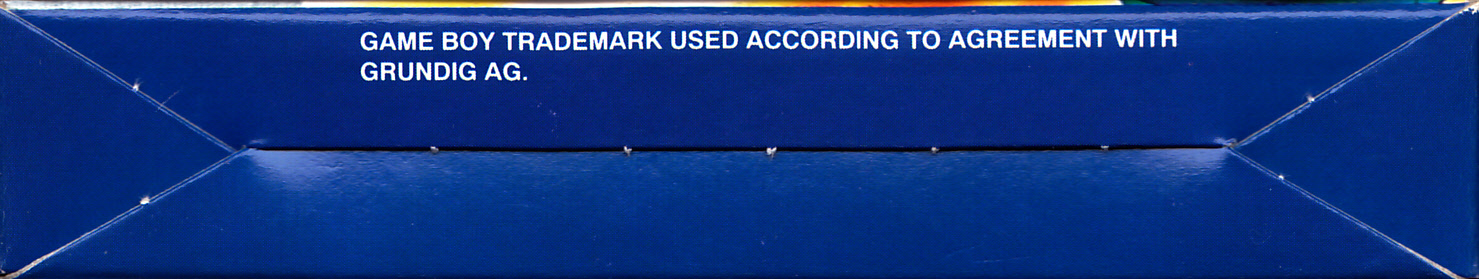 GAME BOY TRADEMARK USED ACCORDING TO AGREEMENT WITH
GRUNDIG AG.